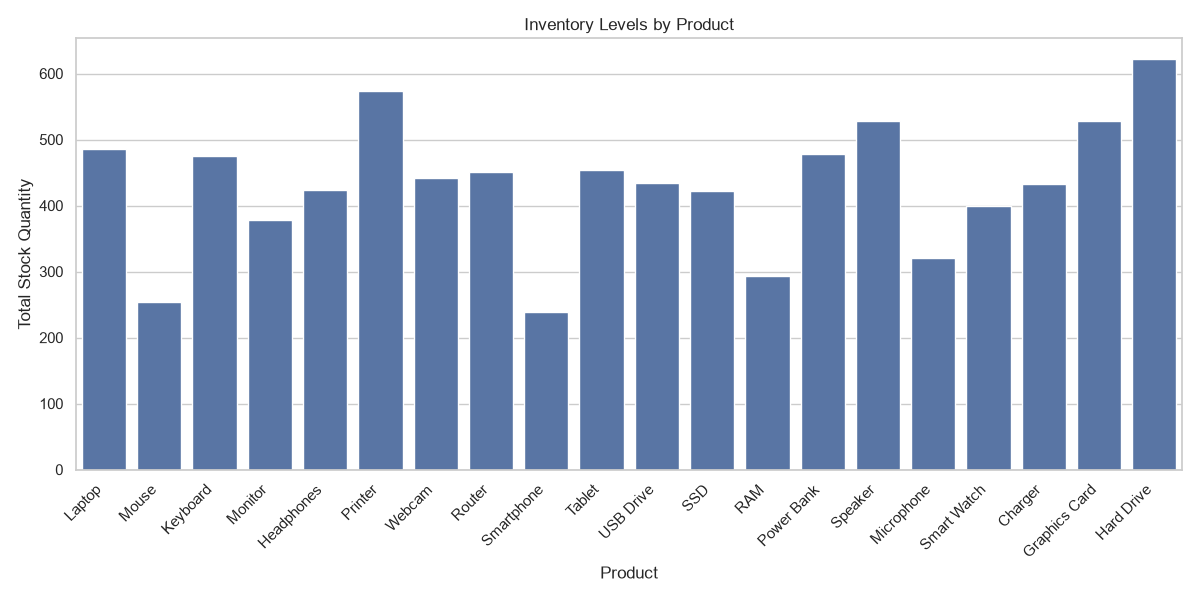 Inventory Levels by Product
Total Stock Quantity
600
500
400
300
200
100
0
Laptop
Mouse
Keyboard
Monitor
Headphones
Printer
Webcam
Router
Smartphone
Tablet
USB Drive
SSD
RAM
Power Bank
Speaker
Microphone
Smart Watch
Charger
Graphics Card
Hard Drive
Product